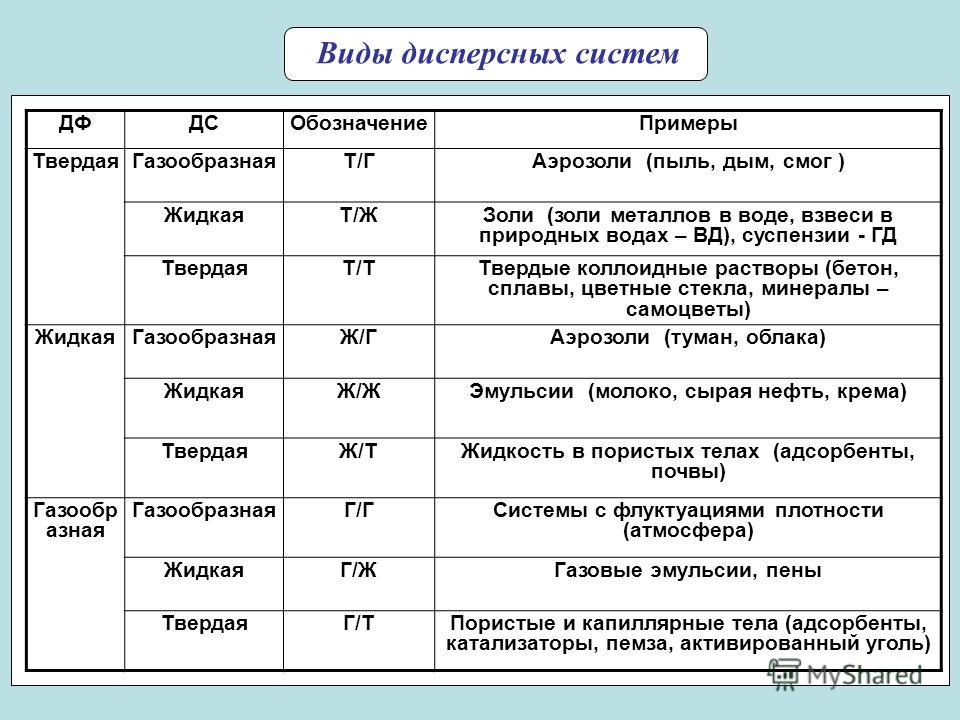 Виды дисперсных систем
ДФ ДС Обозначение Примеры
Твердая Газообразная Т/Г Аэрозоли (пыль, дым, смог )
Жидкая Т/Ж Золи (золи металлов в воде, взвеси в
природных водах – ВД), суспензии - ГД
Твердая Т/Т Твердые коллоидные растворы (бетон,
сплавы, цветные стекла, минералы –
самоцветы)
Жидкая Газообразная Ж/Г Аэрозоли (туман, облака)
Жидкая Ж/Ж Эмульсии (молоко, сырая нефть, крема)
Твердая Ж/Т Жидкость в пористых телах (адсорбенты,
почвы)
Газообр
азная Газообразная Г/Г Системы с флуктуациями плотности
(атмосфера)
Жидкая Г/Ж Газовые эмульсии, пены
Твердая Г/Т Пористые и капиллярные тела (адсорбенты,
катализаторы, пемза, активированный уголь)
MyShared